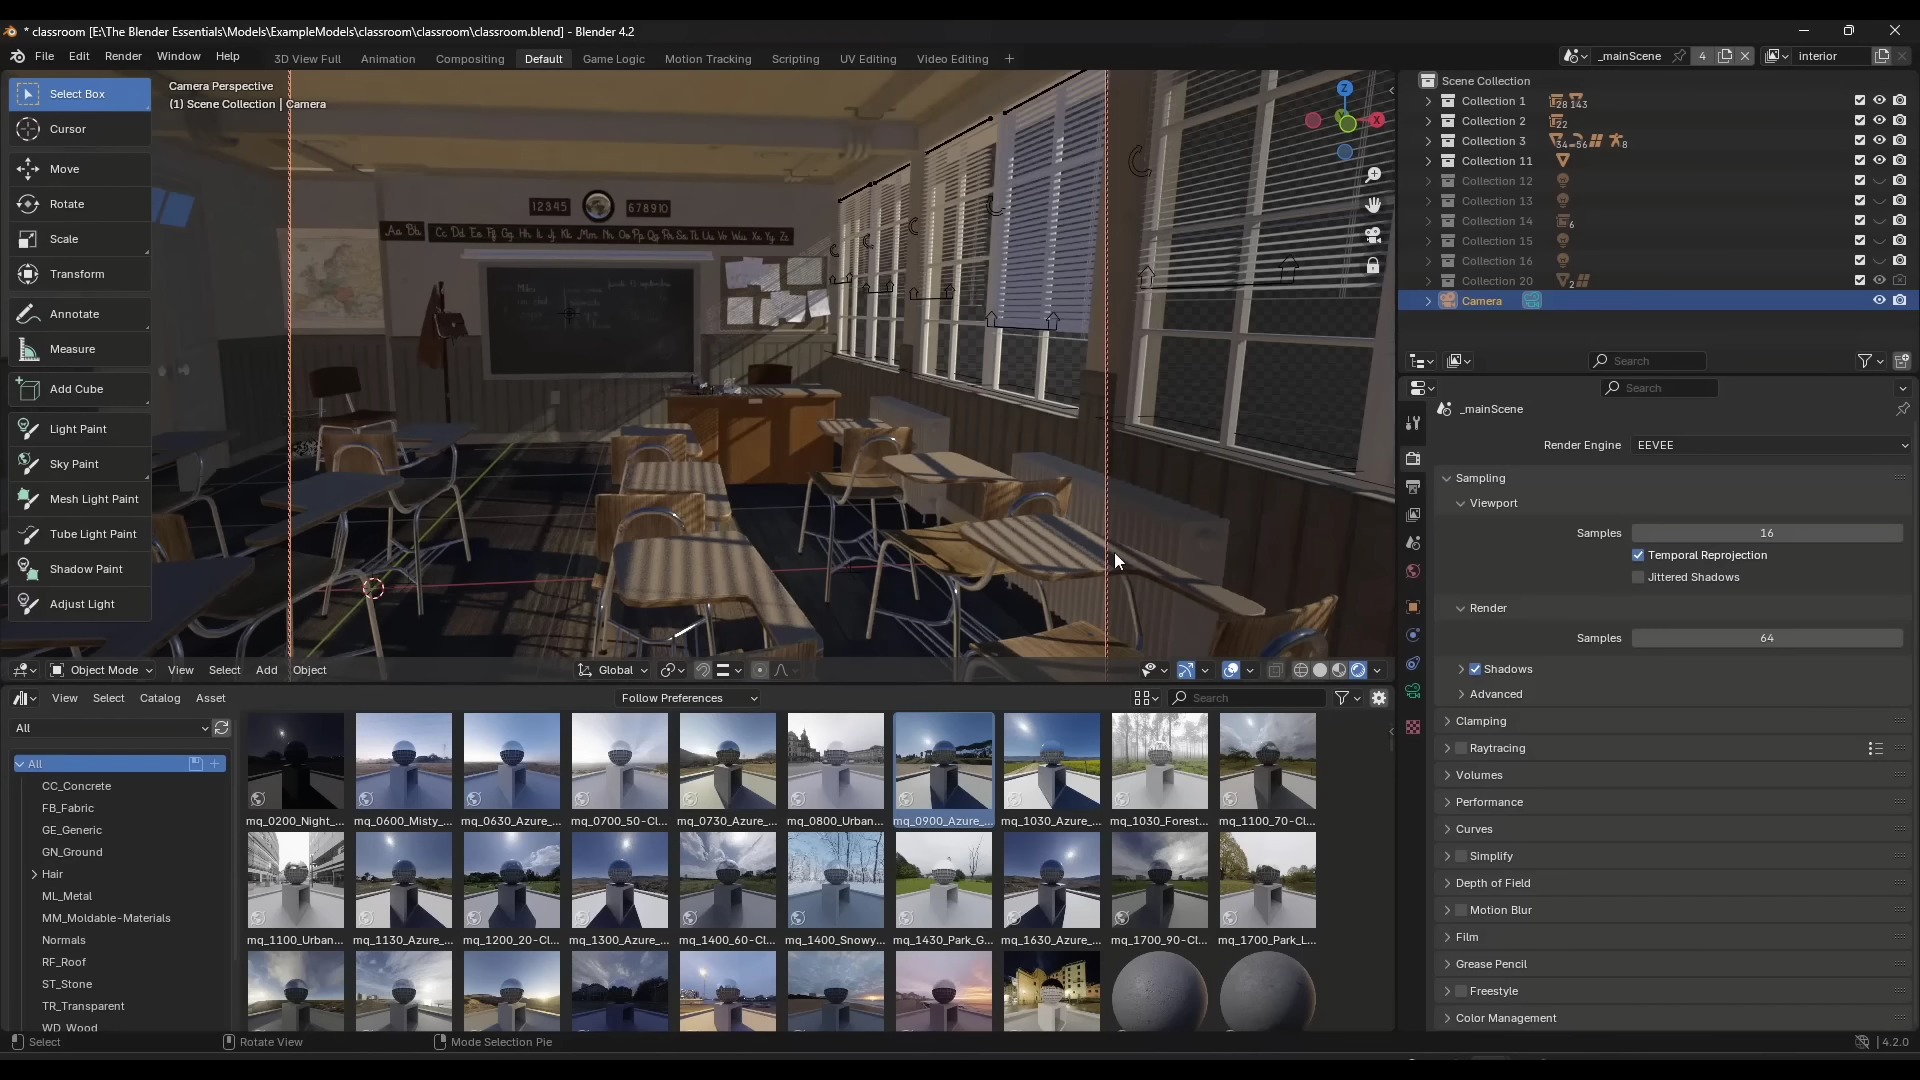 * classroom [E:\The Blender Essentials\Models\ExampleModels\classroom\classroom\classroom.blend] - Blender 4.2
File Edit Render Window Help
3D View Full Animation Compositing Default Game Logic Motion Tracking Scripting UV Editing Video Editing +
_mainScene 4 interior
Select Box
Cursor
Move
Rotate
Scale
Transform
Annotate
Measure
Add Cube
Light Paint
Sky Paint
Mesh Light Paint
Tube Light Paint
Shadow Paint
Adjust Light
Camera Perspective
(1) Scene Collection | Camera
Z
X
12345
678910
Scene Collection
Collection 1 28 143
Collection 2 22
Collection 3 34 56 8
Collection 11
Collection 12
Collection 13
Collection 14 6
Collection 15
Collection 16
Collection 20 2
Camera
Search
Search
_mainScene
Render Engine EEVEE
Sampling
Viewport
Samples 16
Temporal Reprojection
Jittered Shadows
Render
Samples 64
Shadows
Advanced
Clamping
Raytracing
Volumes
Performance
Curves
Simplify
Depth of Field
Motion Blur
Film
Grease Pencil
Freestyle
Color Management
Object Mode View Select Add Object
Global
View Select Catalog Asset
Follow Preferences
Search
All
All
CC_Concrete
FB_Fabric
GE_Generic
GN_Ground
Hair
ML_Metal
MM_Moldable-Materials
Normals
RF_Roof
ST_Stone
TR_Transparent
WD_Wood
mq_0200_Night_... mq_0600_Misty_... mq_0630_Azure_... mq_0700_50-Cl... mq_0730_Azure_... mq_0800_Urban... mq_0900_Azure_... mq_1030_Azure_... mq_1030_Forest... mq_1100_70-Cl...
mq_1100_Urban... mq_1130_Azure_... mq_1200_20-Cl... mq_1300_Azure_... mq_1400_60-Cl... mq_1400_Snowy... mq_1430_Park_G... mq_1630_Azure_... mq_1700_90-Cl... mq_1700_Park_L...
Select
Rotate View
Mode Selection Pie
4.2.0